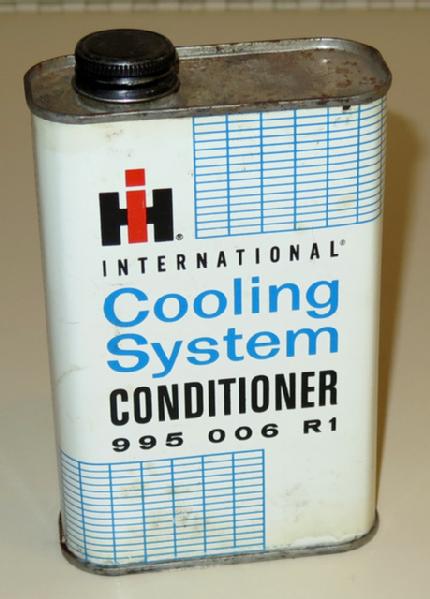 IH®
INTERNATIONAL®
Cooling
System
CONDITIONER
995 006 R1